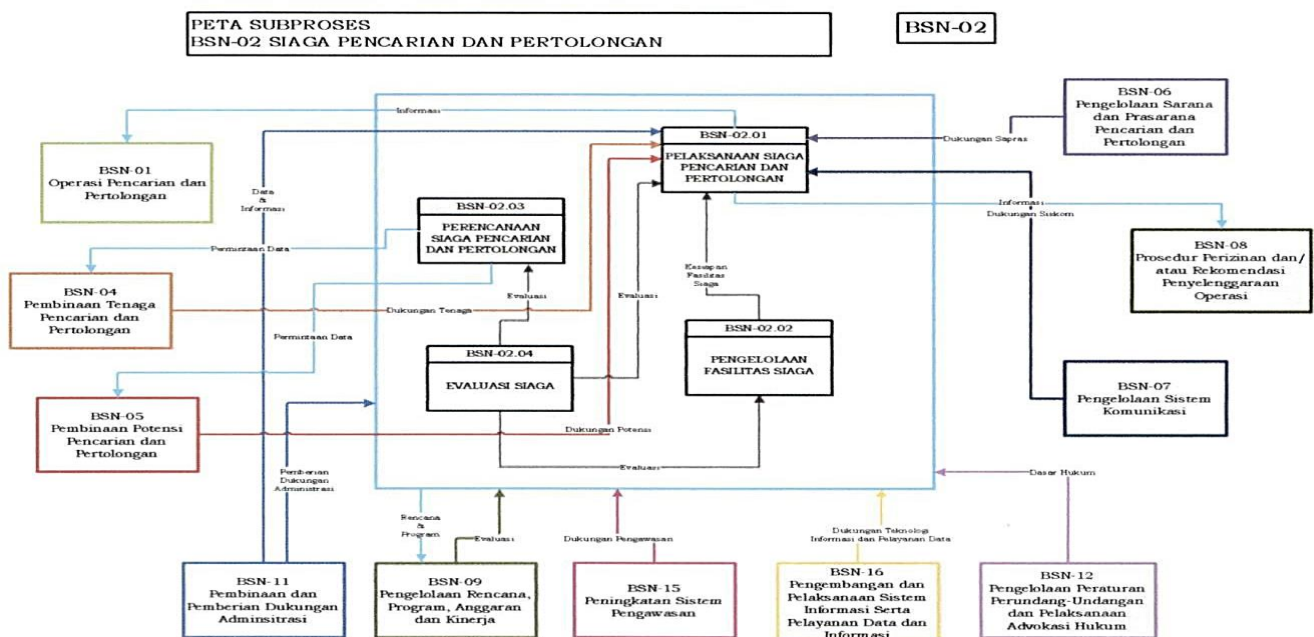 PETA SUBPROSES
BSN-02 SIAGA PENCARIAN DAN PERTOLONGAN
BSN-02
BSN-01
Operasi Pencarian dan
Pertolongan
Informasi
BSN-02.01
PELAKSANAAN SIAGA
PENCARIAN DAN
PERTOLONGAN
Dukungan Sapras
BSN-06
Pengelolaan Sarana
dan Prasarana
Pencarian dan
Pertolongan
Data
&
Informasi
BSN-02.03
PERENCANAAN
SIAGA PENCARIAN
DAN PERTOLONGAN
Informasi
Dukungan Siskom
Permintaan Data
BSN-08
Prosedur Perizinan dan/
atau Rekomendasi
Penyelenggaraan
Operasi
BSN-04
Pembinaan Tenaga
Pencarian dan
Pertolongan
Kesiapan
Fasilitas
Siaga
Evaluasi
Evaluasi
Dukungan Tenaga
Permintaan Data
BSN-02.02
PENGELOLAAN
FASILITAS SIAGA
BSN-02.04
EVALUASI SIAGA
BSN-07
Pengelolaan Sistem
Komunikasi
BSN-05
Pembinaan Potensi
Pencarian dan
Pertolongan
Dukungan Potensi
Evaluasi
Pemberian
Dukungan
Administrasi
Dasar Hukum
Rencana
&
Program
Evaluasi
Dukungan Pengawasan
Dukungan Teknologi
Informasi dan Pelayanan Data
BSN-11
Pembinaan dan
Pemberian Dukungan
Adminsitrasi
BSN-09
Pengelolaan Rencana,
Program, Anggaran
dan Kinerja
BSN-15
Peningkatan Sistem
Pengawasan
BSN-16
Pengembangan dan
Pelaksanaan Sistem
Informasi Serta
Pelayanan Data dan
Informasi
BSN-12
Pengelolaan Peraturan
Perundang-Undangan
dan Pelaksanaan
Advokasi Hukum